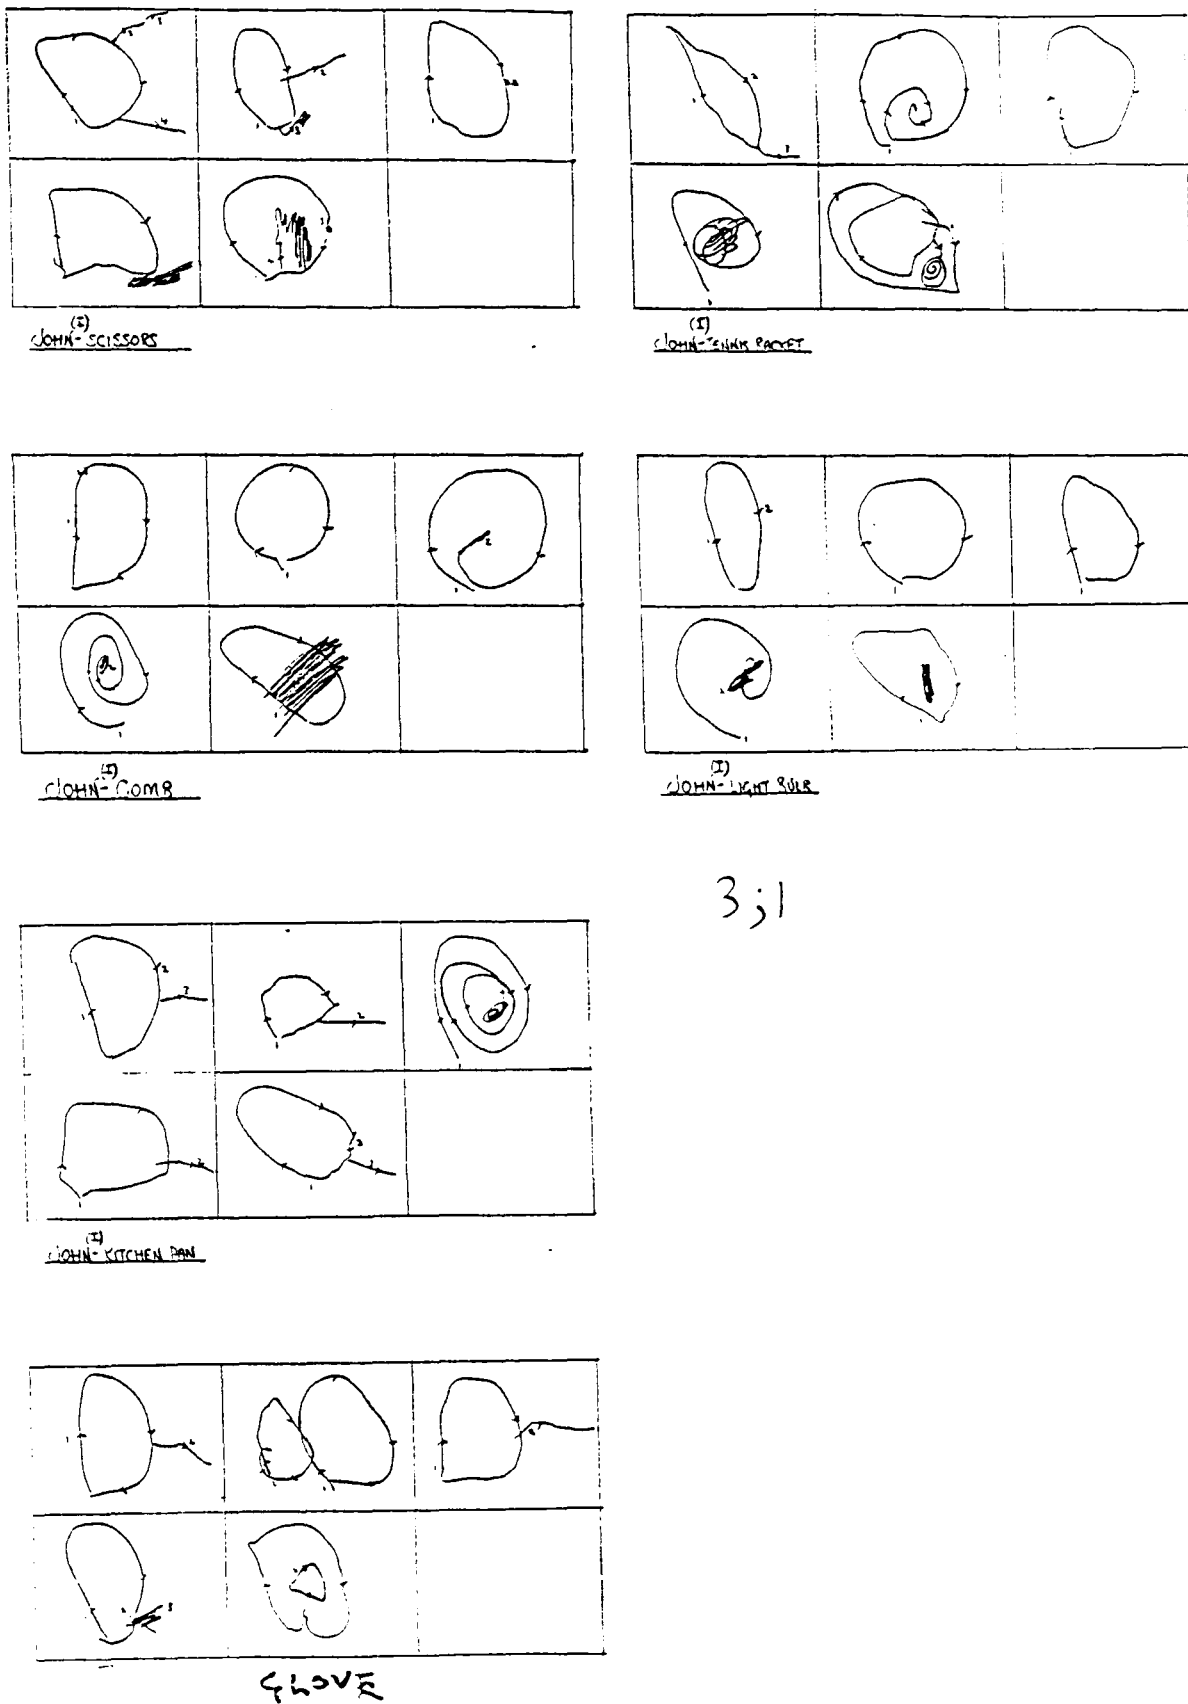 (I)
JOHN-SCISSORS
(I)
JOHN-TENNIS RACKET
(I)
JOHN-COMB
(I)
JOHN-LIGHT BULB
3;1
(I)
JOHN-KITCHEN PAN
GLOVE